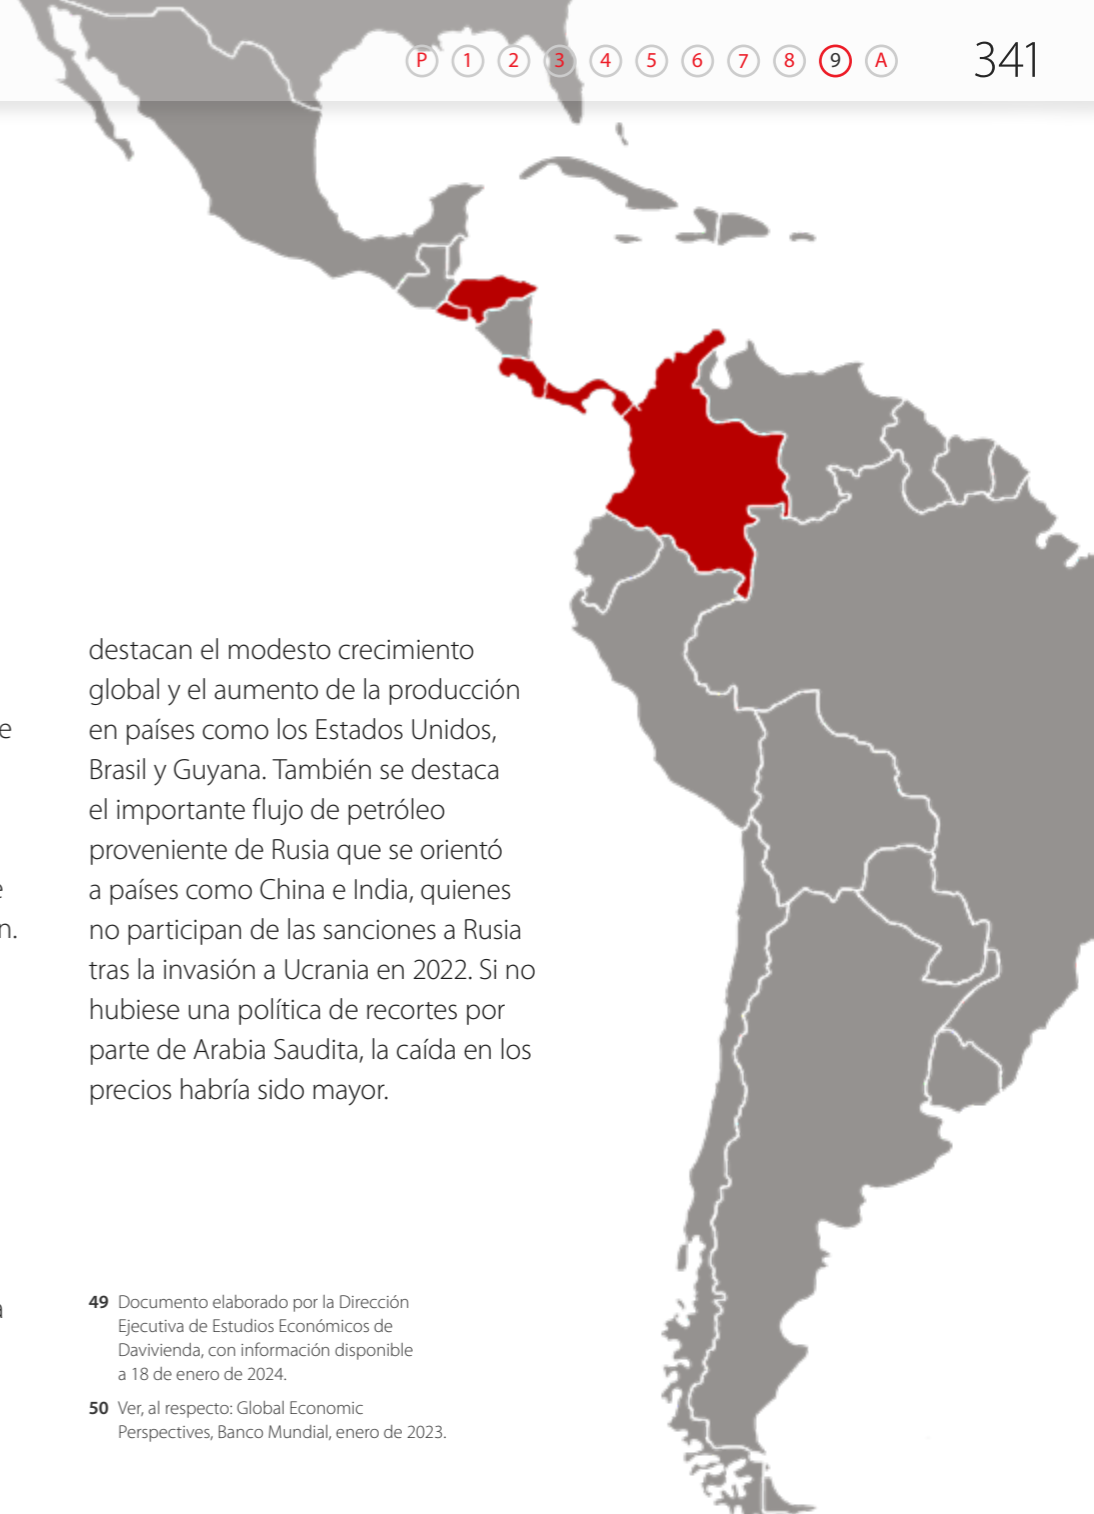 P 1 2 3 4 5 6 7 8 9 A 341
destacan el modesto crecimiento
global y el aumento de la producción
en países como los Estados Unidos,
Brasil y Guyana. También se destaca
el importante flujo de petróleo
proveniente de Rusia que se orientó
a países como China e India, quienes
no participan de las sanciones a Rusia
tras la invasión a Ucrania en 2022. Si no
hubiese una política de recortes por
parte de Arabia Saudita, la caída en los
precios habría sido mayor.
49 Documento elaborado por la Dirección
Ejecutiva de Estudios Económicos de
Davivienda, con información disponible
a 18 de enero de 2024.
50 Ver, al respecto: Global Economic
Perspectives, Banco Mundial, enero de 2023.